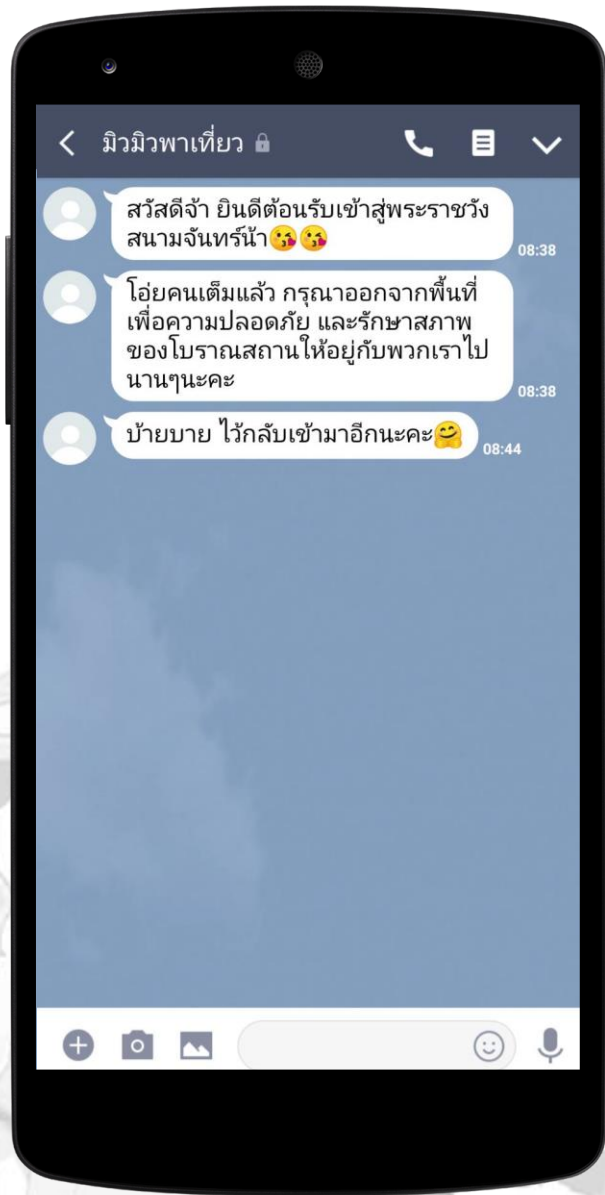 มิวมิวพาเที่ยว
สวัสดีจ้า ยินดีต้อนรับเข้าสู่พระราชวัง
สนามจันทร์น้า😘😘
08:38
โอ่ยคนเต็มแล้ว กรุณาออกจากพื้นที่
เพื่อความปลอดภัย และรักษาสภาพ
ของโบราณสถานให้อยู่กับพวกเราไป
นานๆนะคะ
08:38
บ้ายบาย ไว้กลับเข้ามาอีกนะคะ🤗
08:44